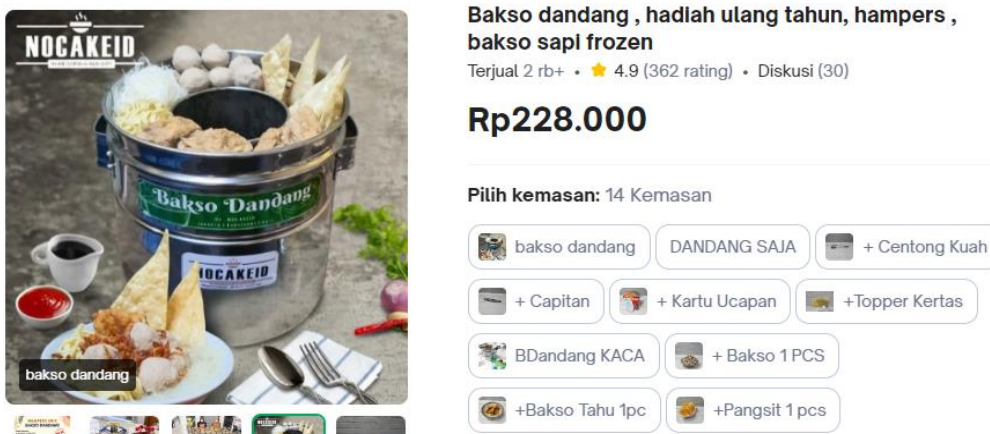 NOCAKEID
Bakso Dandang
NOCAKEID
bakso dandang
Bakso dandang , hadiah ulang tahun, hampers ,
bakso sapi frozen
Terjual 2 rb+ • 4.9 (362 rating) • Diskusi (30)
Rp228.000
Pilih kemasan: 14 Kemasan
bakso dandang DANDANG SAJA + Centong Kuah
+ Capitan + Kartu Ucapan +Topper Kertas
BDandang KACA + Bakso 1 PCS
+Bakso Tahu 1pc +Pangsit 1 pcs